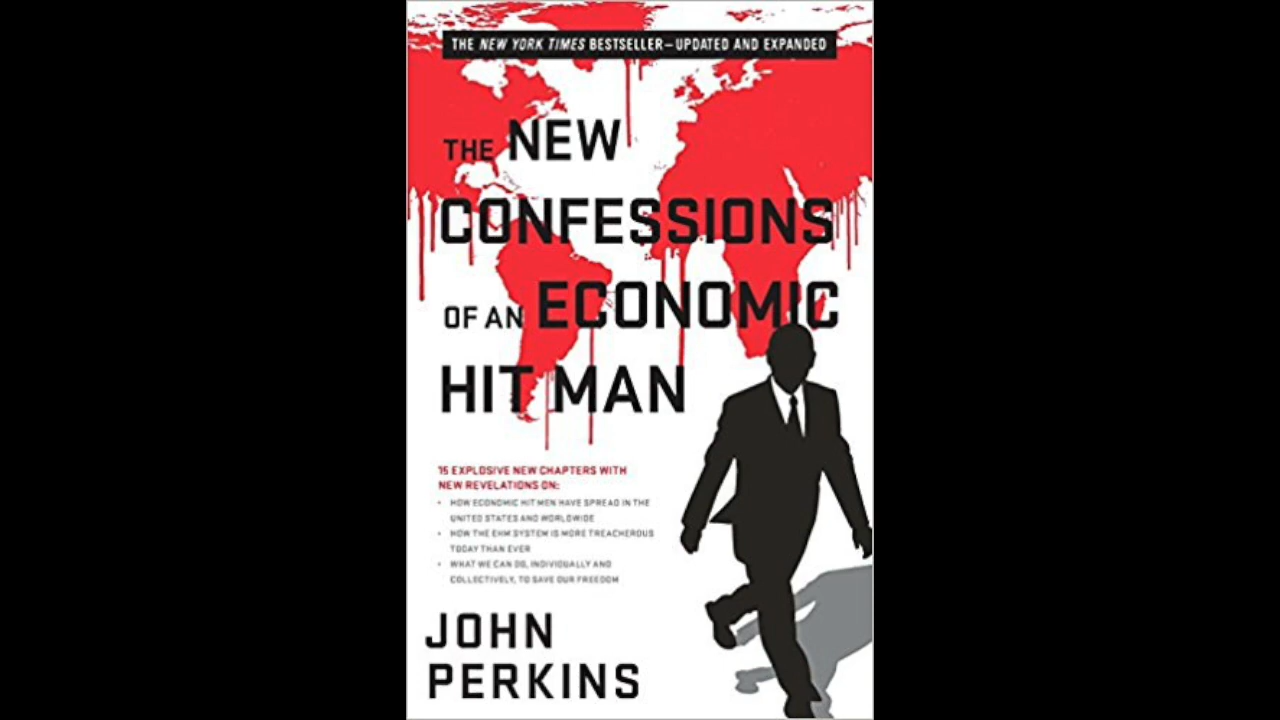 THE NEW YORK TIMES BESTSELLER—UPDATED AND EXPANDED
THE NEW
CONFESSIONS
OF AN ECONOMIC
HIT MAN
15 EXPLOSIVE NEW CHAPTERS WITH
NEW REVELATIONS ON:
• HOW ECONOMIC HIT MEN HAVE SPREAD IN THE
UNITED STATES AND WORLDWIDE
• HOW THE EHM SYSTEM IS MORE TREACHEROUS
TODAY THAN EVER
• WHAT WE CAN DO, INDIVIDUALLY AND
COLLECTIVELY, TO SAVE OUR FREEDOM
JOHN
PERKINS